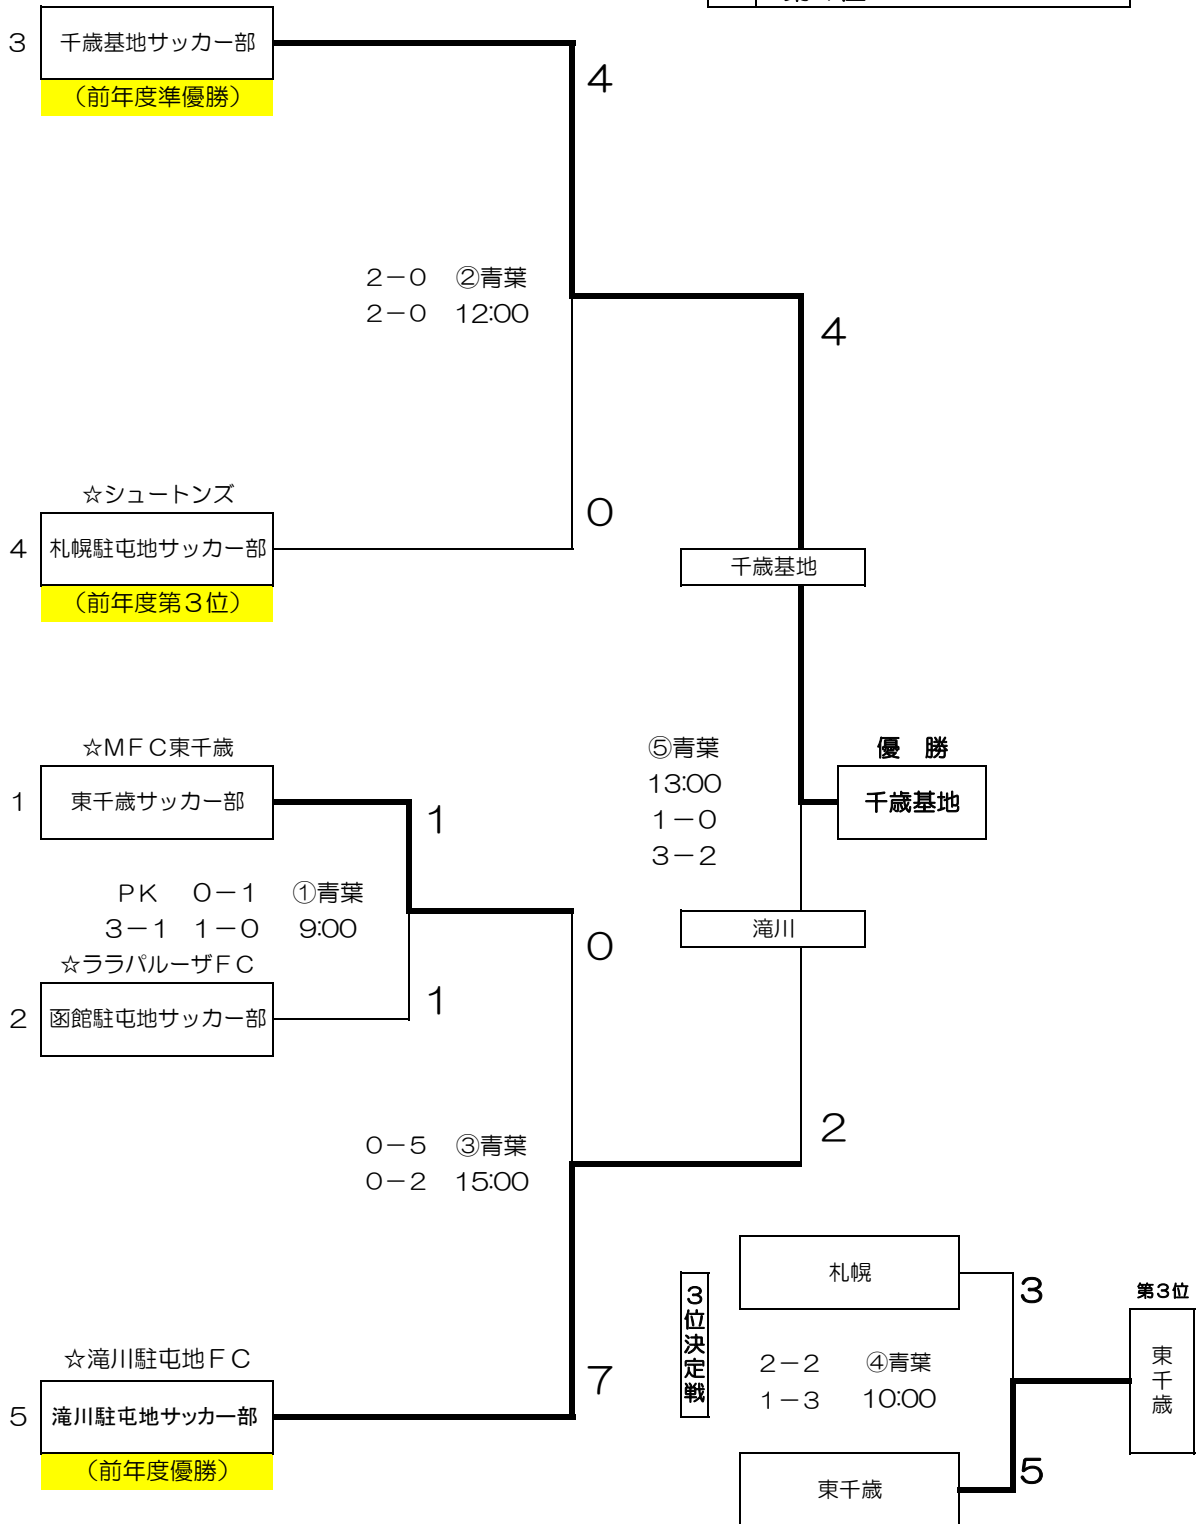 ３ 千歳基地サッカー部
（前年度準優勝）
４
２－０ ②青葉
２－０ 12:00
４
☆シュートンズ
０
４ 札幌駐屯地サッカー部
（前年度第３位）
千歳基地
☆ＭＦＣ東千歳
１ 東千歳サッカー部
１
⑤青葉
13:00
１－０
３－２
優　勝
千歳基地
ＰＫ ０－１ ①青葉
３－１ １－０ 9:00
☆ララパルーザＦＣ
２ 函館駐屯地サッカー部
１
０
滝川
２
０－５ ③青葉
０－２ 15:00
☆滝川駐屯地ＦＣ
５ 滝川駐屯地サッカー部
（前年度優勝）
７
３位決定戦
札幌
３
２－２ ④青葉
１－３ 10:00
東千歳
５
第３位
東千歳